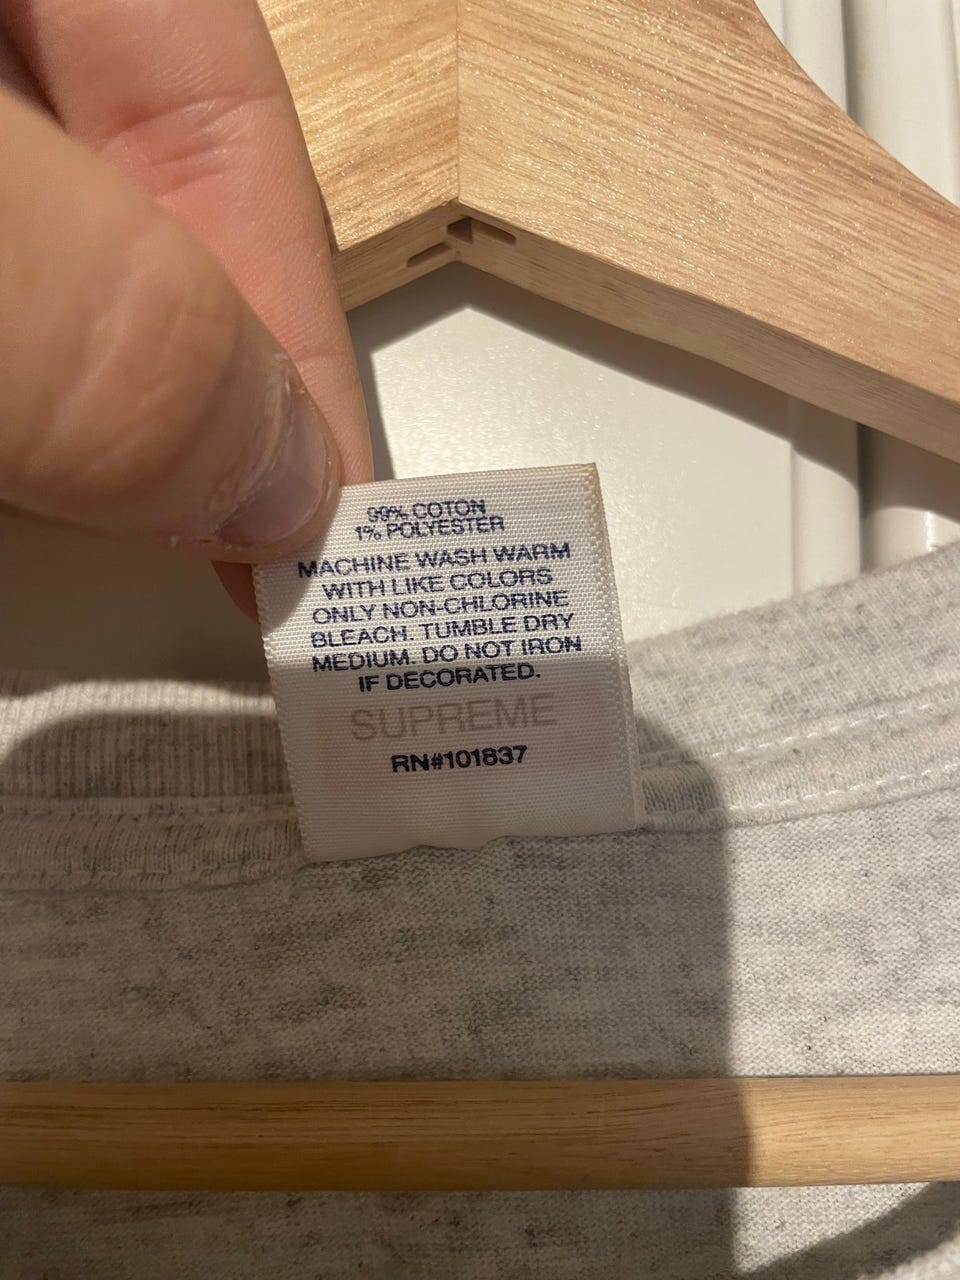 99% COTON
1% POLYESTER
MACHINE WASH WARM
WITH LIKE COLORS
ONLY NON-CHLORINE
BLEACH. TUMBLE DRY
MEDIUM. DO NOT IRON
IF DECORATED.
SUPREME
RN#101837